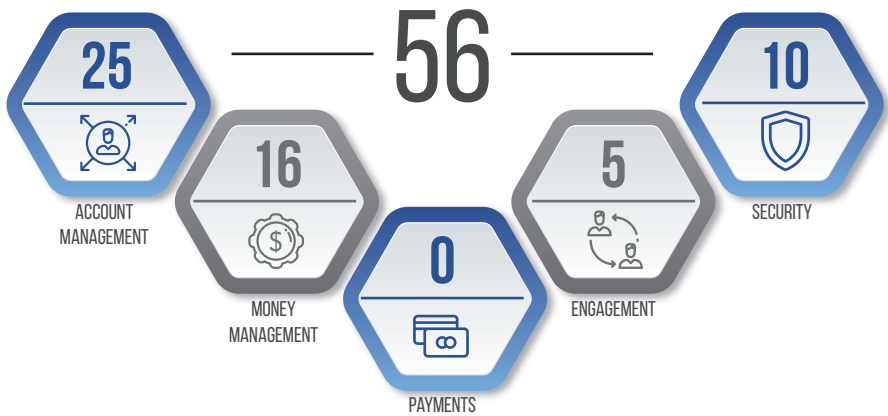 56
25
ACCOUNT
MANAGEMENT
16
$
MONEY
MANAGEMENT
0
PAYMENTS
5
ENGAGEMENT
10
SECURITY